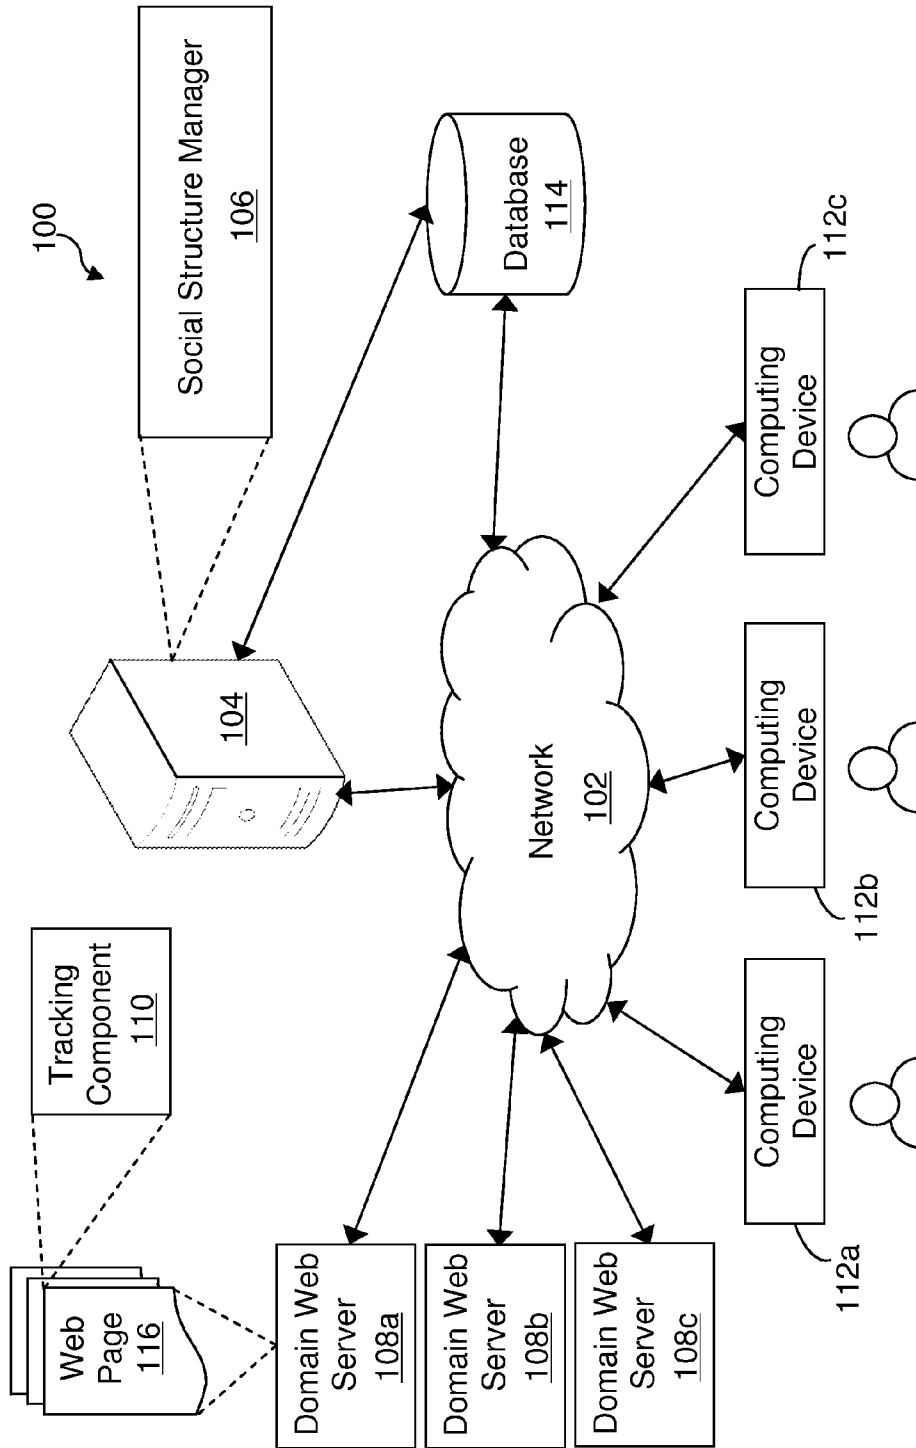 100
Social Structure Manager
106
104
Tracking
Component
110
Web
Page
116
Domain Web
Server
108a
Domain Web
Server
108b
Domain Web
Server
108c
Network
102
Database
114
Computing
Device
112a
Computing
Device
112b
Computing
Device
112c